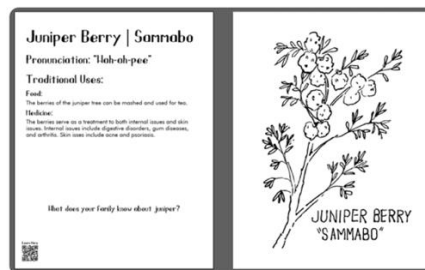 Juniper Berry | Sammabo
Pronunciation: "Wah-ah-pee"
Traditional Uses:
Food:
The berries of the juniper tree can be mashed and used for tea.
Medicine:
The berries serve as a treatment to both internal issues and skin
issues. Internal issues include digestive disorders, gum diseases,
and arthritis. Skin issues include acne and psoriasis.
What does your family know about juniper?
JUNIPER BERRY
"SAMMABO"